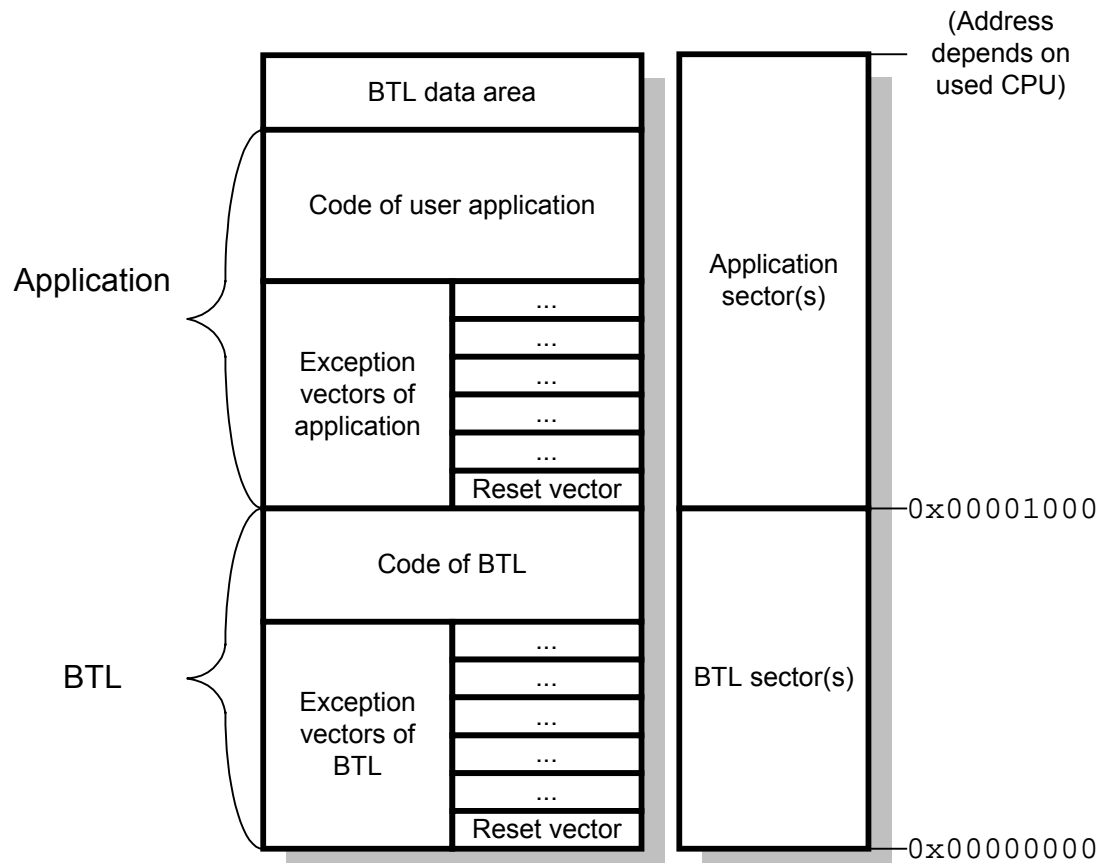 (Address
depends on
used CPU)
BTL data area
Code of user application
Application
Exception
vectors of
application
...
...
...
...
...
Reset vector
Application
sector(s)
0x00001000
Code of BTL
BTL
Exception
vectors of
BTL
...
...
...
...
...
Reset vector
BTL sector(s)
0x00000000